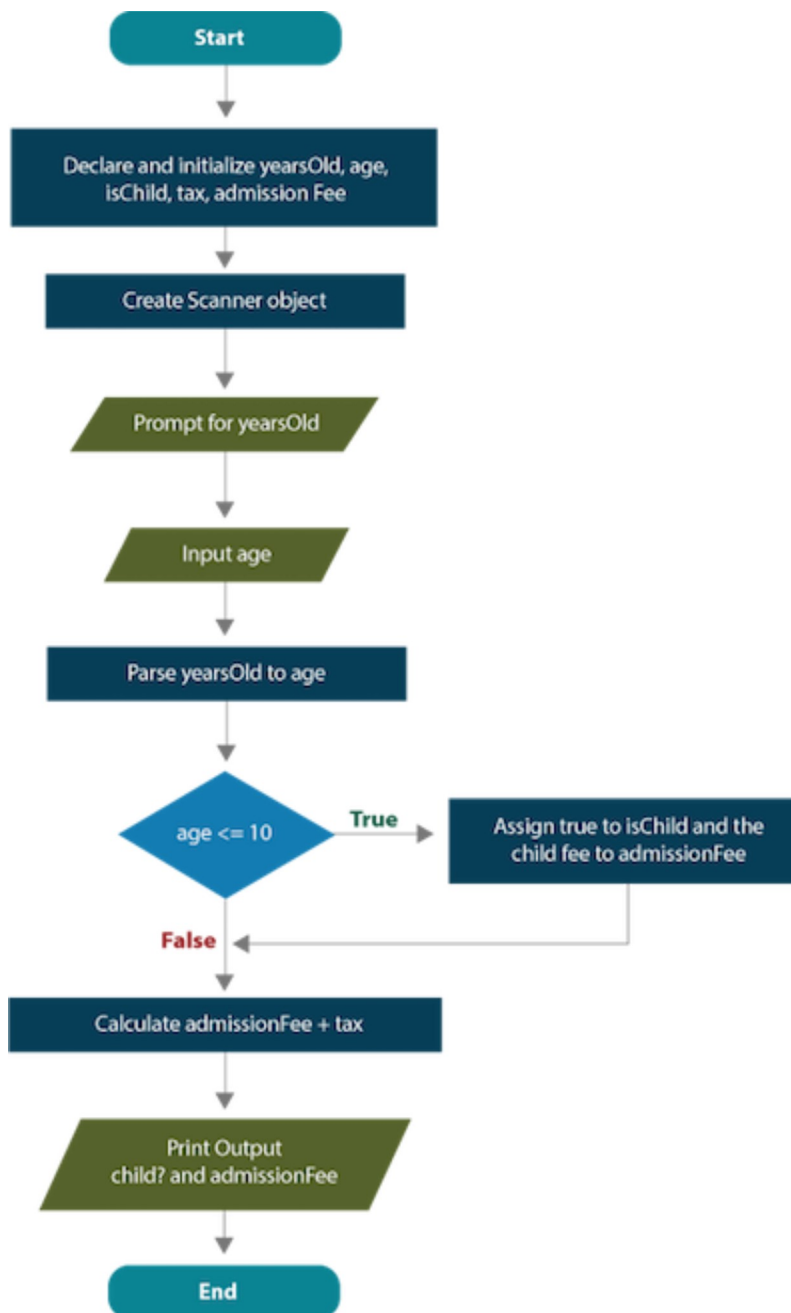 Start
Declare and initialize yearsOld, age,
isChild, tax, admission Fee
Create Scanner object
Prompt for yearsOld
Input age
Parse yearsOld to age
age <= 10
True
Assign true to isChild and the
child fee to admissionFee
False
Calculate admissionFee + tax
Print Output
child? and admissionFee
End